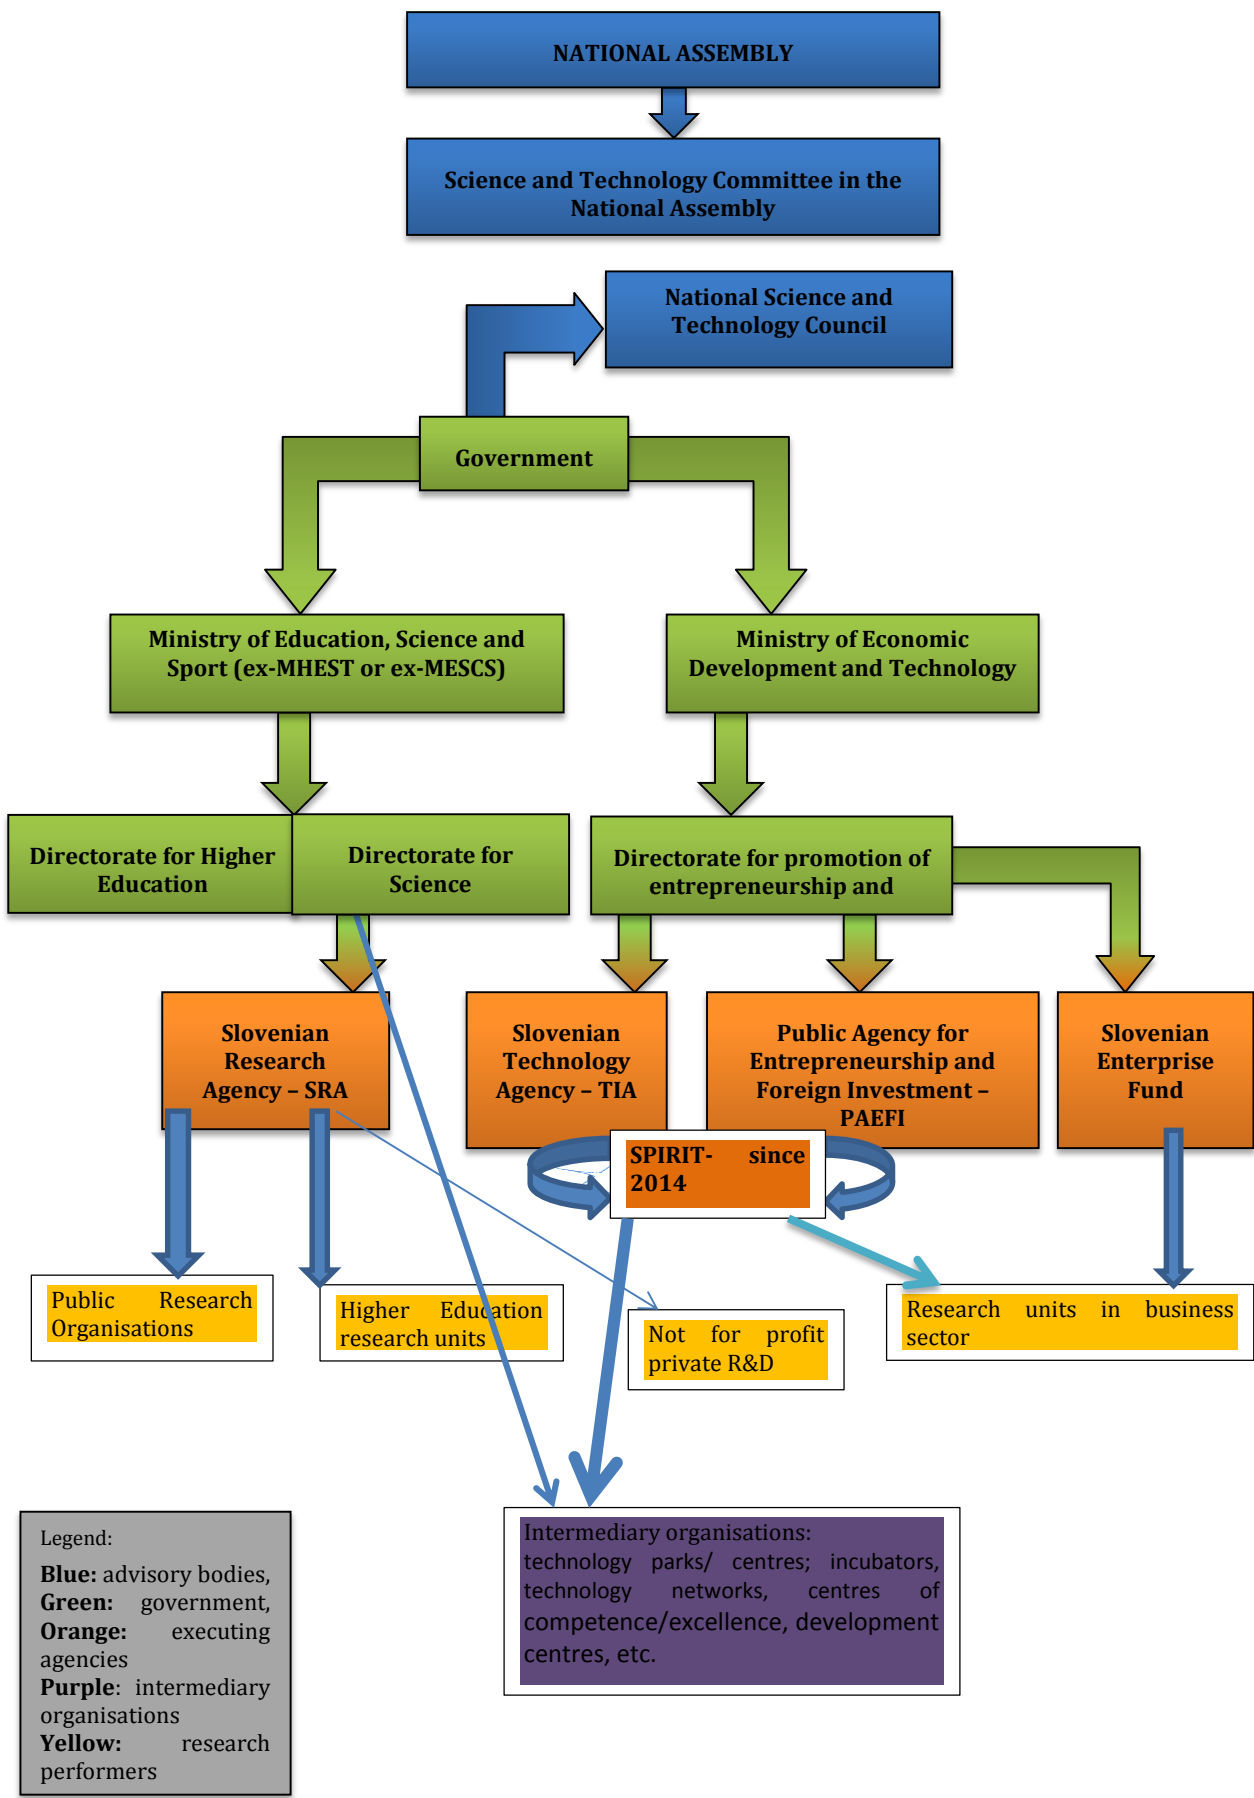 NATIONAL ASSEMBLY
Science and Technology Committee in the
National Assembly
National Science and
Technology Council
Government
Ministry of Education, Science and
Sport (ex-MHEST or ex-MESCS)
Ministry of Economic
Development and Technology
Directorate for Higher
Education
Directorate for
Science
Directorate for promotion of
entrepreneurship and
Slovenian
Research
Agency – SRA
Slovenian
Technology
Agency – TIA
Public Agency for
Entrepreneurship and
Foreign Investment –
PAEFI
Slovenian
Enterprise
Fund
SPIRIT- since
2014
Public Research
Organisations
Higher Education
research units
Not for profit
private R&D
Research units in business
sector
Intermediary organisations:
technology parks/ centres; incubators,
technology networks, centres of
competence/excellence, development
centres, etc.
Legend:
Blue: advisory bodies,
Green: government,
Orange: executing
agencies
Purple: intermediary
organisations
Yellow: research
performers